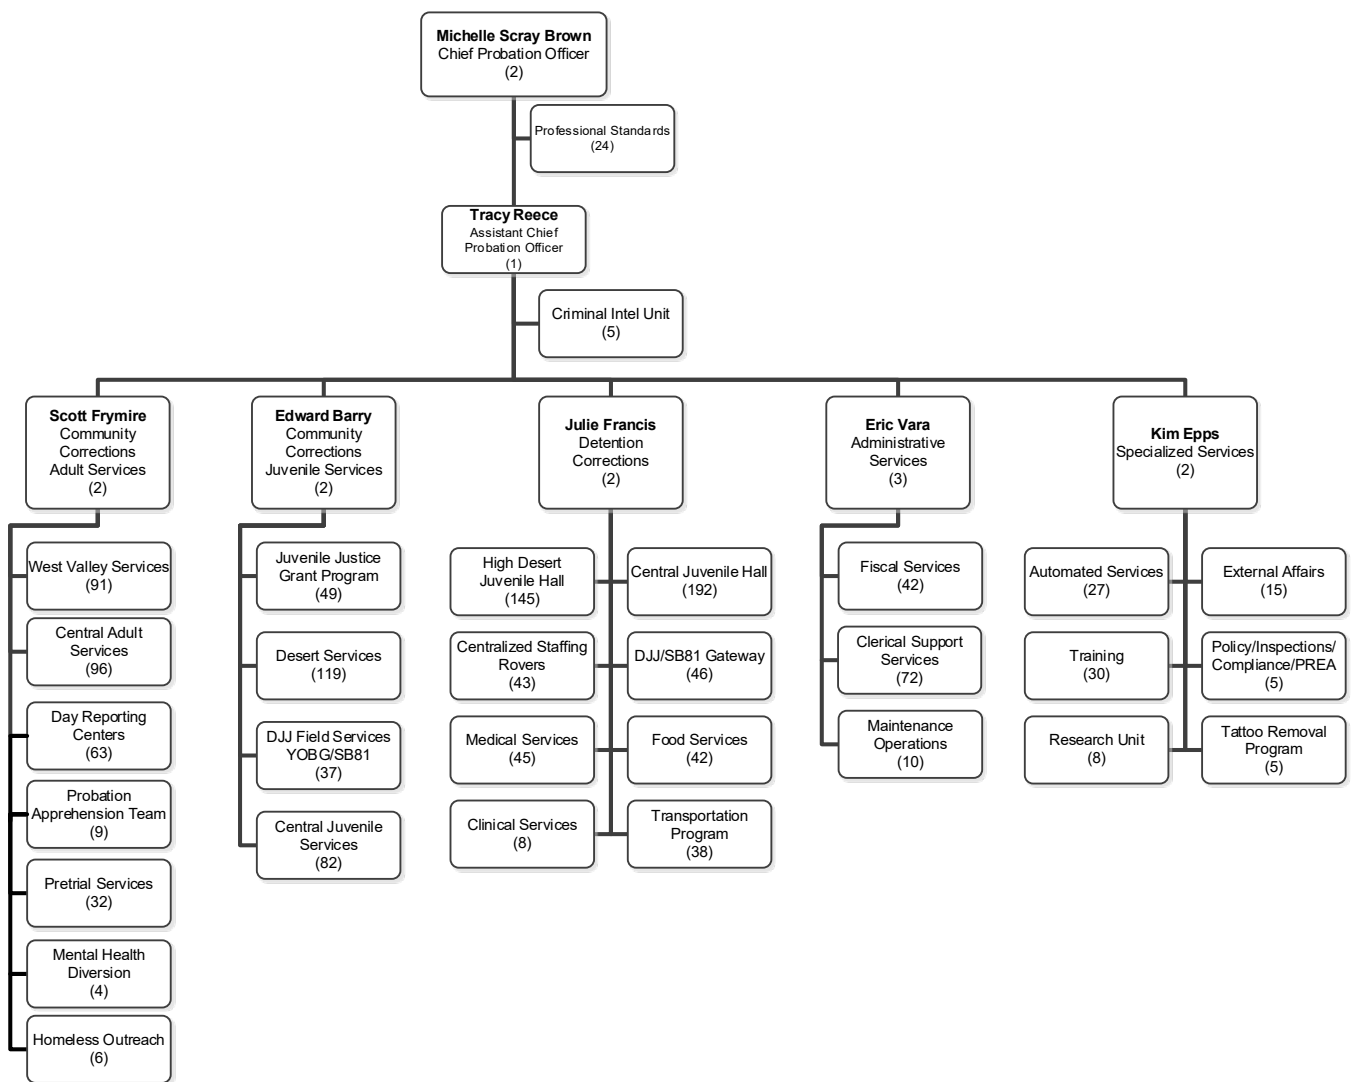 Michelle Scray Brown
Chief Probation Officer
(2)
Professional Standards
(24)
Tracy Reece
Assistant Chief
Probation Officer
(1)
Criminal Intel Unit
(5)
Scott Frymire
Community
Corrections
Adult Services
(2)
Edward Barry
Community
Corrections
Juvenile Services
(2)
Julie Francis
Detention
Corrections
(2)
Eric Vara
Administrative
Services
(3)
Kim Epps
Specialized Services
(2)
West Valley Services
(91)
Central Adult
Services
(96)
Day Reporting
Centers
(63)
Probation
Apprehension Team
(9)
Pretrial Services
(32)
Mental Health
Diversion
(4)
Homeless Outreach
(6)
Juvenile Justice
Grant Program
(49)
Desert Services
(119)
DJJ Field Services
YOBG/SB81
(37)
Central Juvenile
Services
(82)
High Desert
Juvenile Hall
(145)
Central Juvenile Hall
(192)
Centralized Staffing
Rovers
(43)
DJJ/SB81 Gateway
(46)
Medical Services
(45)
Food Services
(42)
Clinical Services
(8)
Transportation
Program
(38)
Fiscal Services
(42)
Clerical Support
Services
(72)
Maintenance
Operations
(10)
Automated Services
(27)
External Affairs
(15)
Training
(30)
Policy/Inspections/
Compliance/PREA
(5)
Research Unit
(8)
Tattoo Removal
Program
(5)